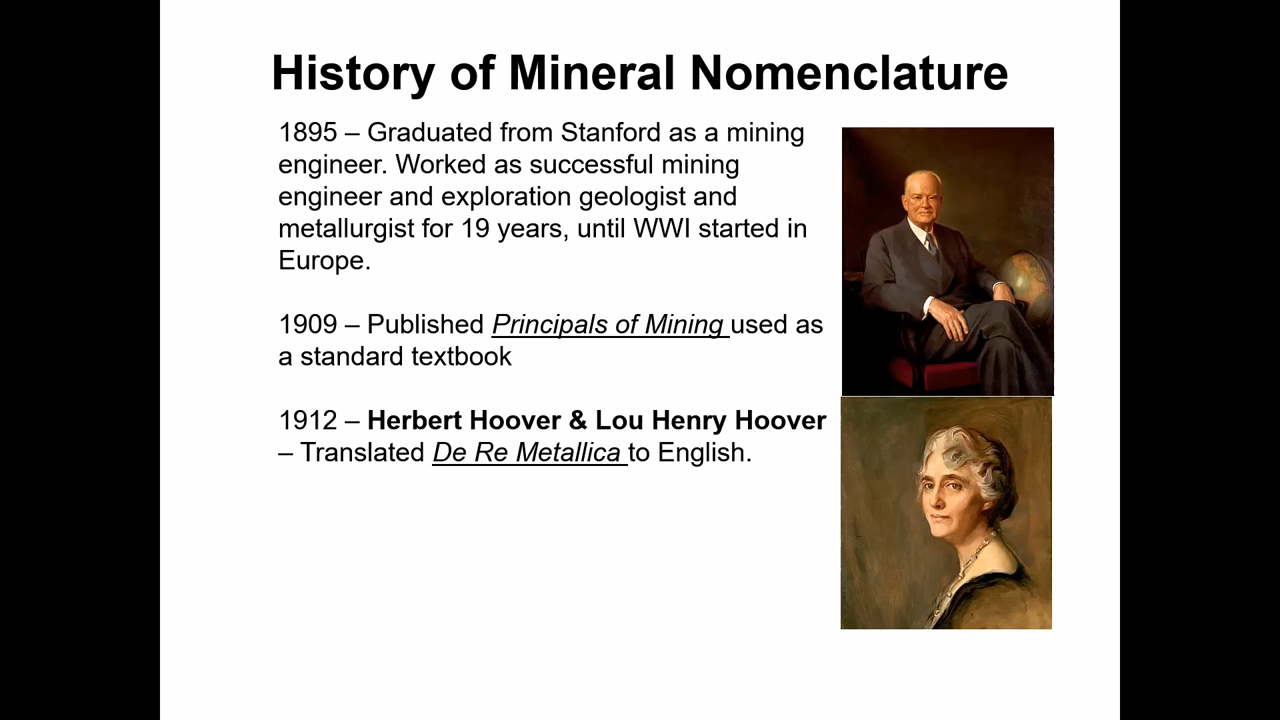 History of Mineral Nomenclature
1895 – Graduated from Stanford as a mining
engineer. Worked as successful mining
engineer and exploration geologist and
metallurgist for 19 years, until WWI started in
Europe.
1909 – Published Principals of Mining used as
a standard textbook
1912 – Herbert Hoover & Lou Henry Hoover
– Translated De Re Metallica to English.